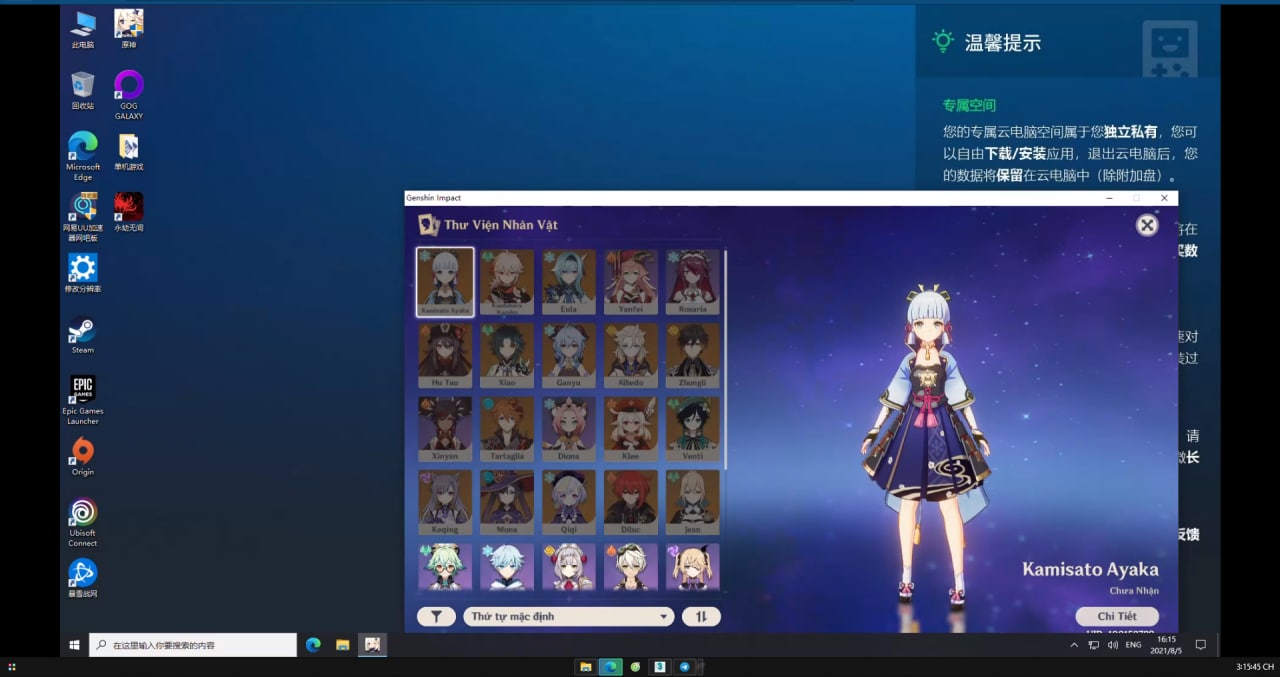 此电脑
原神
回收站
GOG
GALAXY
Microsoft
Edge
单机游戏
网易UU加速
器网吧版
永劫无间
修改分辨率
Steam
EPIC
GAMES
Epic Games
Launcher
Origin
Ubisoft
Connect
暴雪战网
温馨提示
专属空间
您的专属云电脑空间属于您独立私有，您可
以自由下载/安装应用，退出云电脑后，您
的数据将保留在云电脑中（除附加盘）。
Genshin Impact
Thư Viện Nhân Vật
Kamisato Ayaka
Kaedehara
Kazuha
Eula
Yanfei
Rosaria
Hu Tao
Xiao
Ganyu
Albedo
Zhongli
Xinyan
Tartaglia
Diona
Klee
Venti
Keqing
Mona
Qiqi
Diluc
Jean
Thứ tự mặc định
Kamisato Ayaka
Chưa Nhận
Chi Tiết
请
长
反馈
在这里输入你要搜索的内容
ENG
16:15
2021/8/5
3:15:45 CH